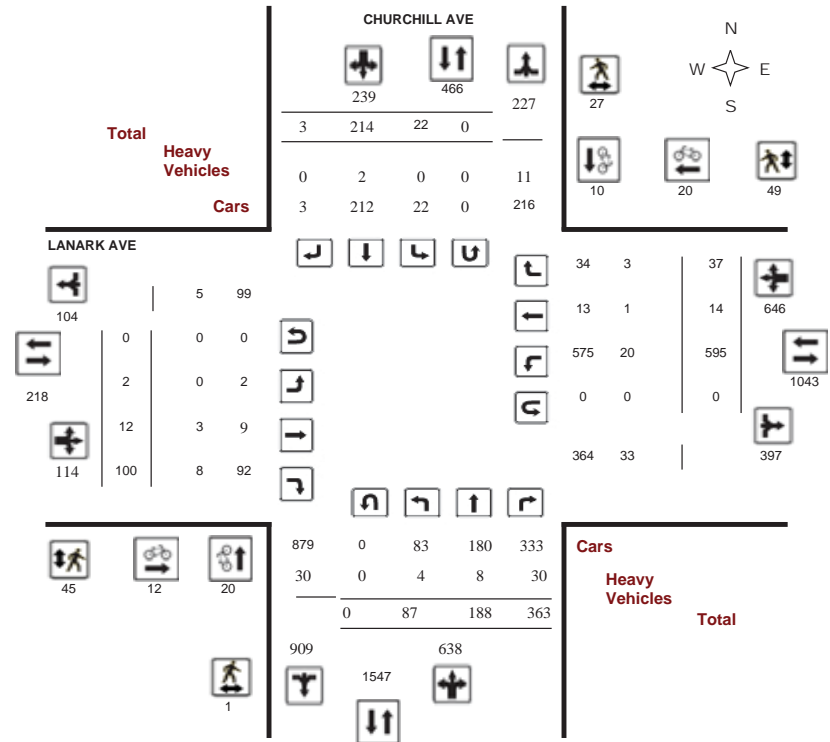 CHURCHILL AVE
N
W E
S
239
466
227
27
Total
3 214 22 0
Heavy
Vehicles
0 2 0 0 11
Cars
3 212 22 0 216
10 20 49
LANARK AVE
104
5 99
34 3 37
13 1 14
646
0 0 0
218
2 0 2
575 20 595
1043
0 0 0
12 3 9
114
100 8 92
364 33
397
879 0 83 180 333
Cars
30 0 4 8 30
Heavy
Vehicles
0 87 188 363
Total
45 12 20
909
638
1547
1